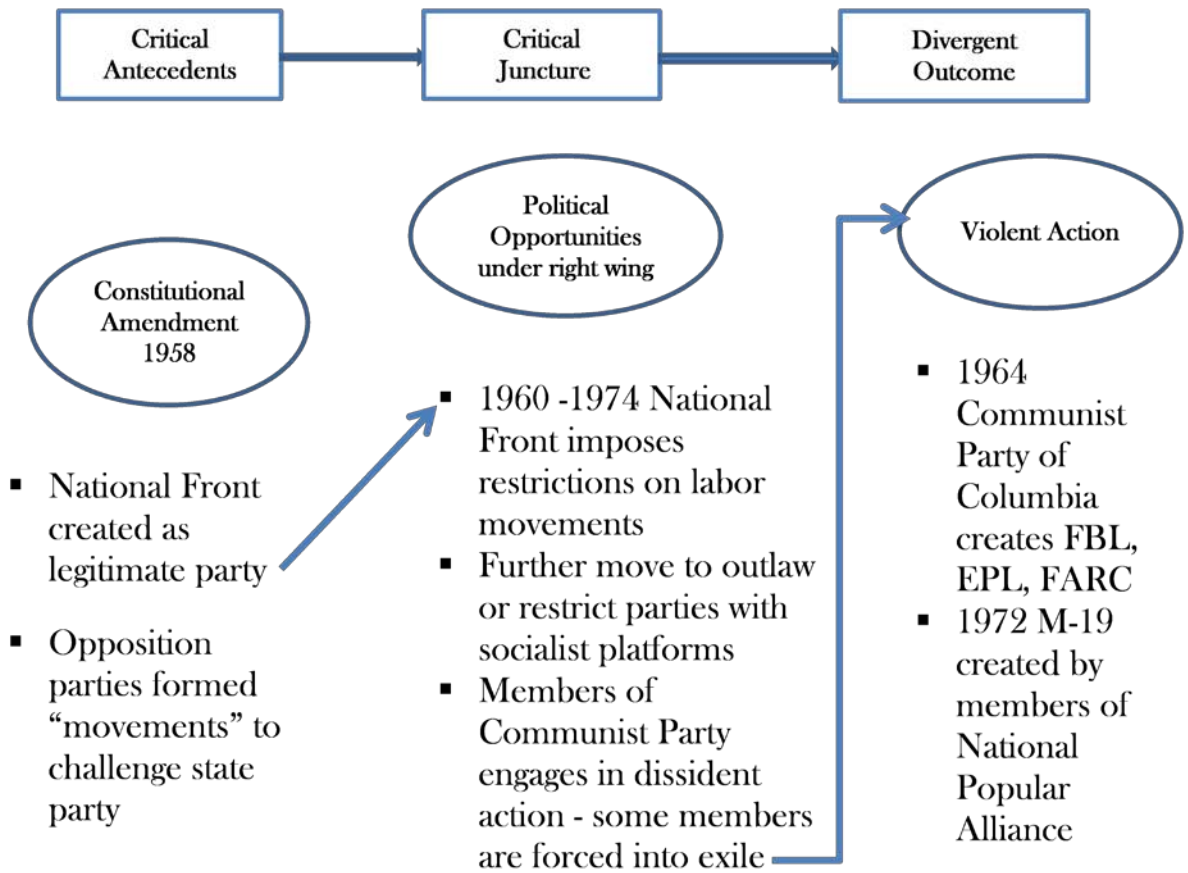 Critical
Antecedents
Critical
Juncture
Divergent
Outcome
Constitutional
Amendment
1958
▪ National Front
created as
legitimate party
▪ Opposition
parties formed
“movements” to
challenge state
party
Political
Opportunities
under right wing
▪ 1960 -1974 National
Front imposes
restrictions on labor
movements
▪ Further move to outlaw
or restrict parties with
socialist platforms
▪ Members of
Communist Party
engages in dissident
action - some members
are forced into exile
Violent Action
▪ 1964
Communist
Party of
Columbia
creates FBL,
EPL, FARC
▪ 1972 M-19
created by
members of
National
Popular
Alliance